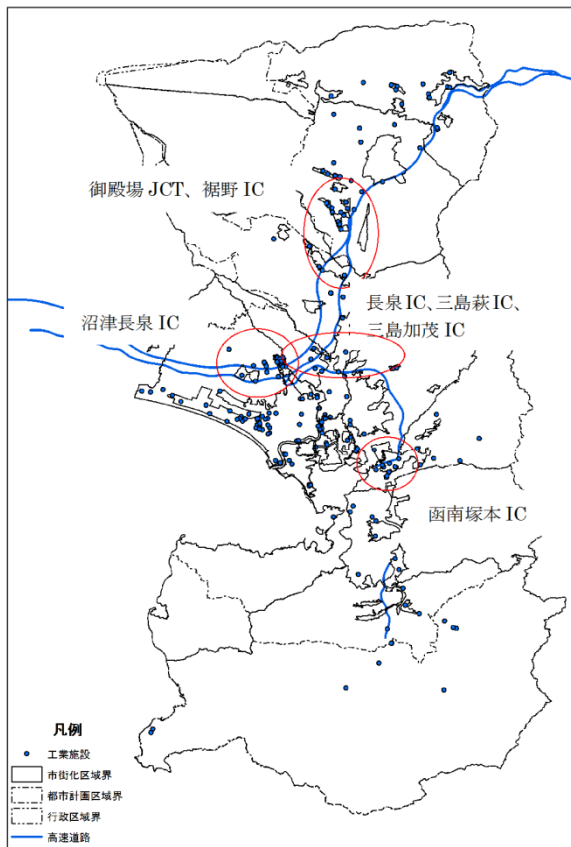 御殿場 JCT、裾野 IC
長泉 IC、三島萩 IC、
三島加茂 IC
沼津長泉 IC
函南塚本 IC
凡例
工業施設
市街化区域界
都市計画区域界
行政区域界
高速道路